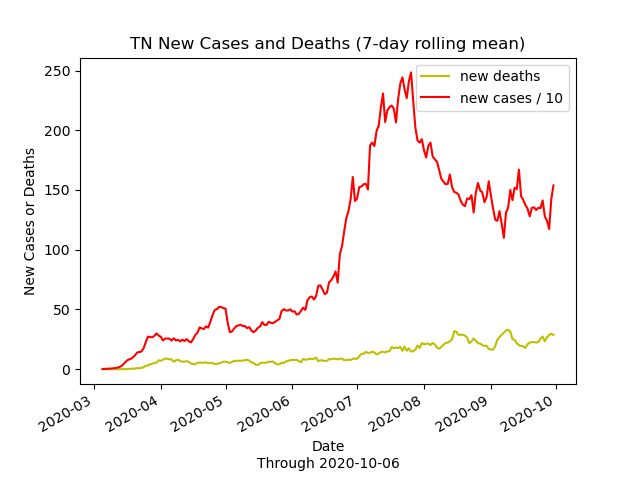 TN New Cases and Deaths (7-day rolling mean)
new deaths
new cases / 10
250
200
150
100
50
0
New Cases or Deaths
2020-03
2020-04
2020-05
2020-06
2020-07
2020-08
2020-09
2020-10
Date
Through 2020-10-06